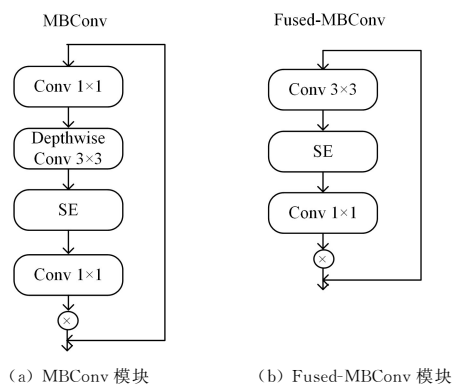 MBConv
Conv 1×1
Depthwise
Conv 3×3
SE
Conv 1×1
×
(a) MBConv 模块
Fused-MBConv
Conv 3×3
SE
Conv 1×1
×
(b) Fused-MBConv 模块